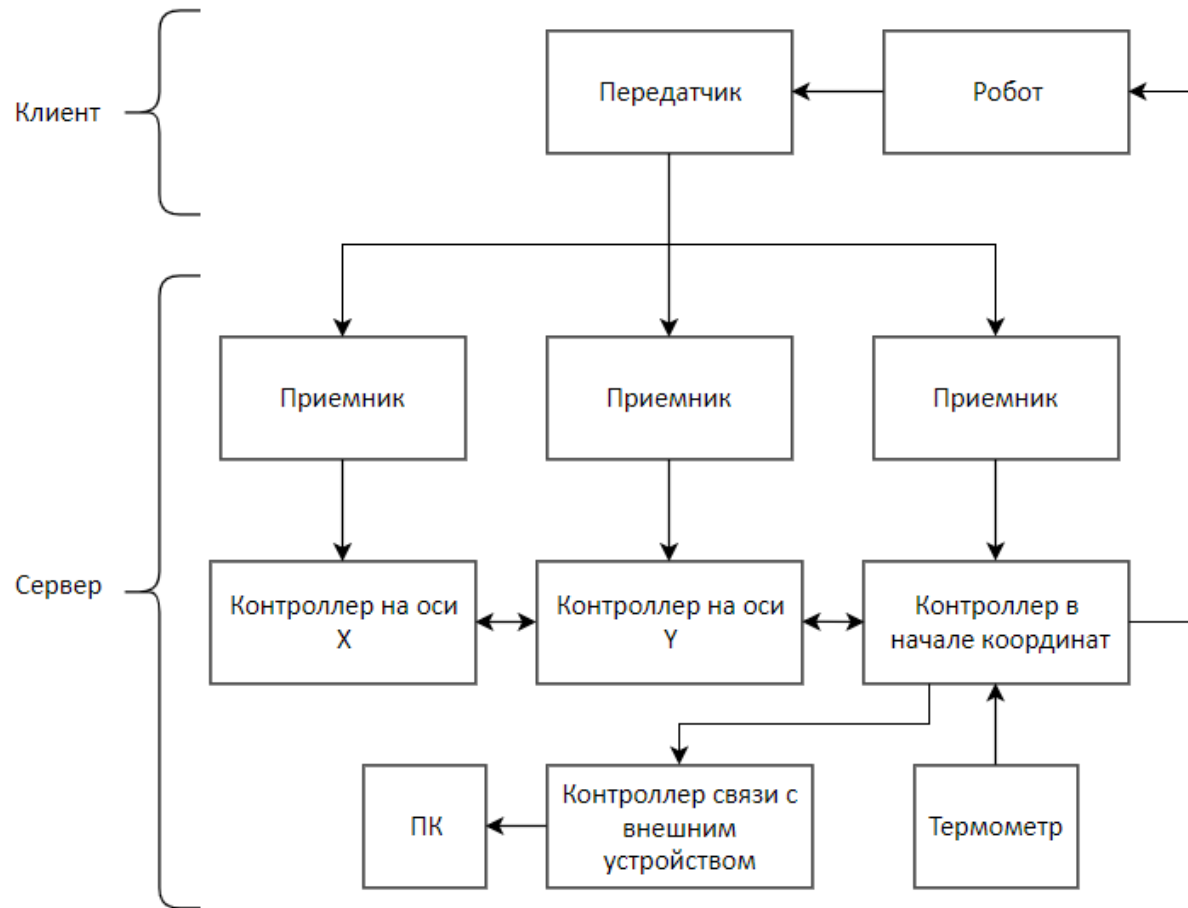 Клиент
Передатчик
Робот
Приемник
Приемник
Приемник
Сервер
Контроллер на оси
X
Контроллер на оси
Y
Контроллер в
начале координат
ПК
Контроллер связи с
внешним
устройством
Термометр